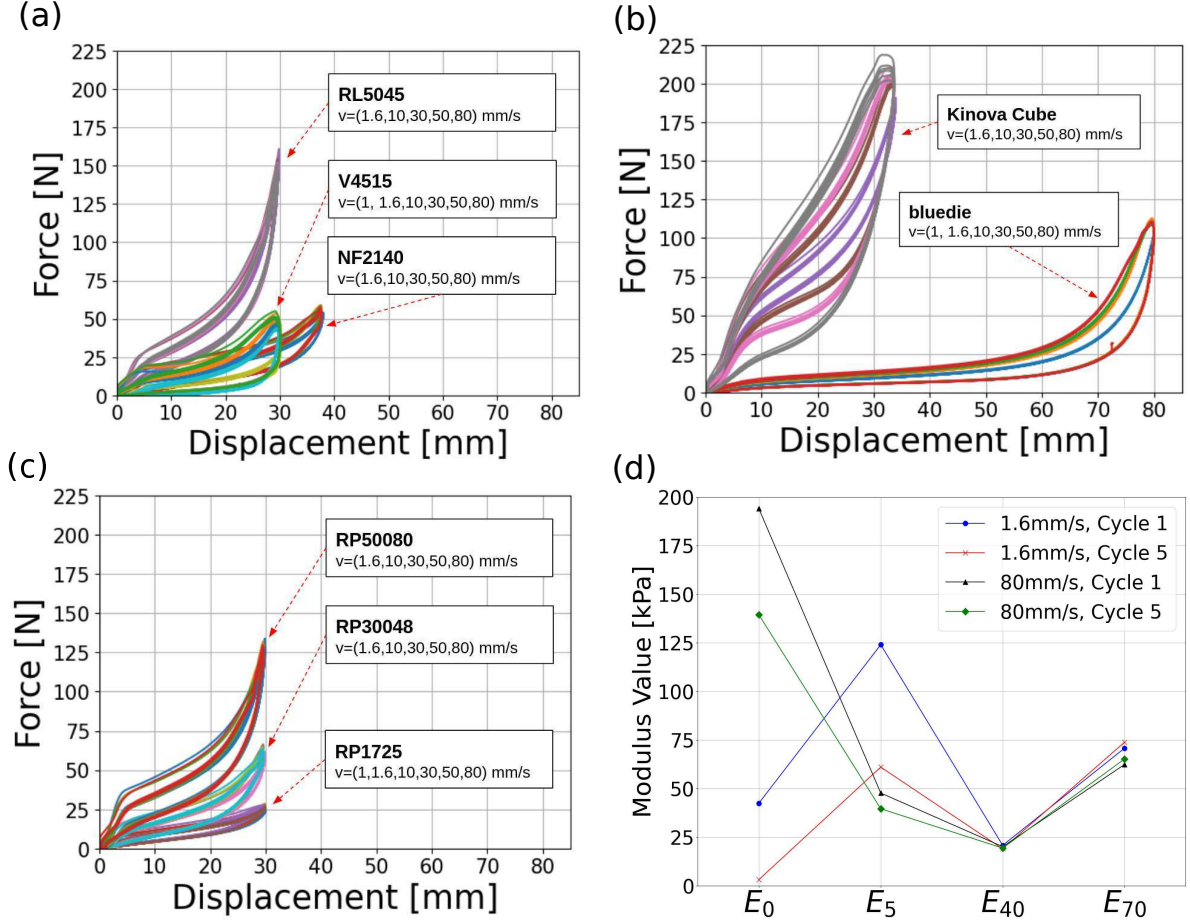 (a)
225
200
175
150
125
100
75
50
25
0
Force [N]
0 10 20 30 40 50 60 70 80
Displacement [mm]
RL5045
v=(1.6,10,30,50,80) mm/s
V4515
v=(1, 1.6,10,30,50,80) mm/s
NF2140
v=(1.6,10,30,50,80) mm/s
(b)
225
200
175
150
125
100
75
50
25
0
Force [N]
0 10 20 30 40 50 60 70 80
Displacement [mm]
Kinova Cube
v=(1.6,10,30,50,80) mm/s
bluedie
v=(1, 1.6,10,30,50,80) mm/s
(c)
225
200
175
150
125
100
75
50
25
0
Force [N]
0 10 20 30 40 50 60 70 80
Displacement [mm]
RP50080
v=(1.6,10,30,50,80) mm/s
RP30048
v=(1.6,10,30,50,80) mm/s
RP1725
v=(1,1.6,10,30,50,80) mm/s
(d)
200
175
150
125
100
75
50
25
0
Modulus Value [kPa]
E0 E5 E40 E70
1.6mm/s, Cycle 1
1.6mm/s, Cycle 5
80mm/s, Cycle 1
80mm/s, Cycle 5